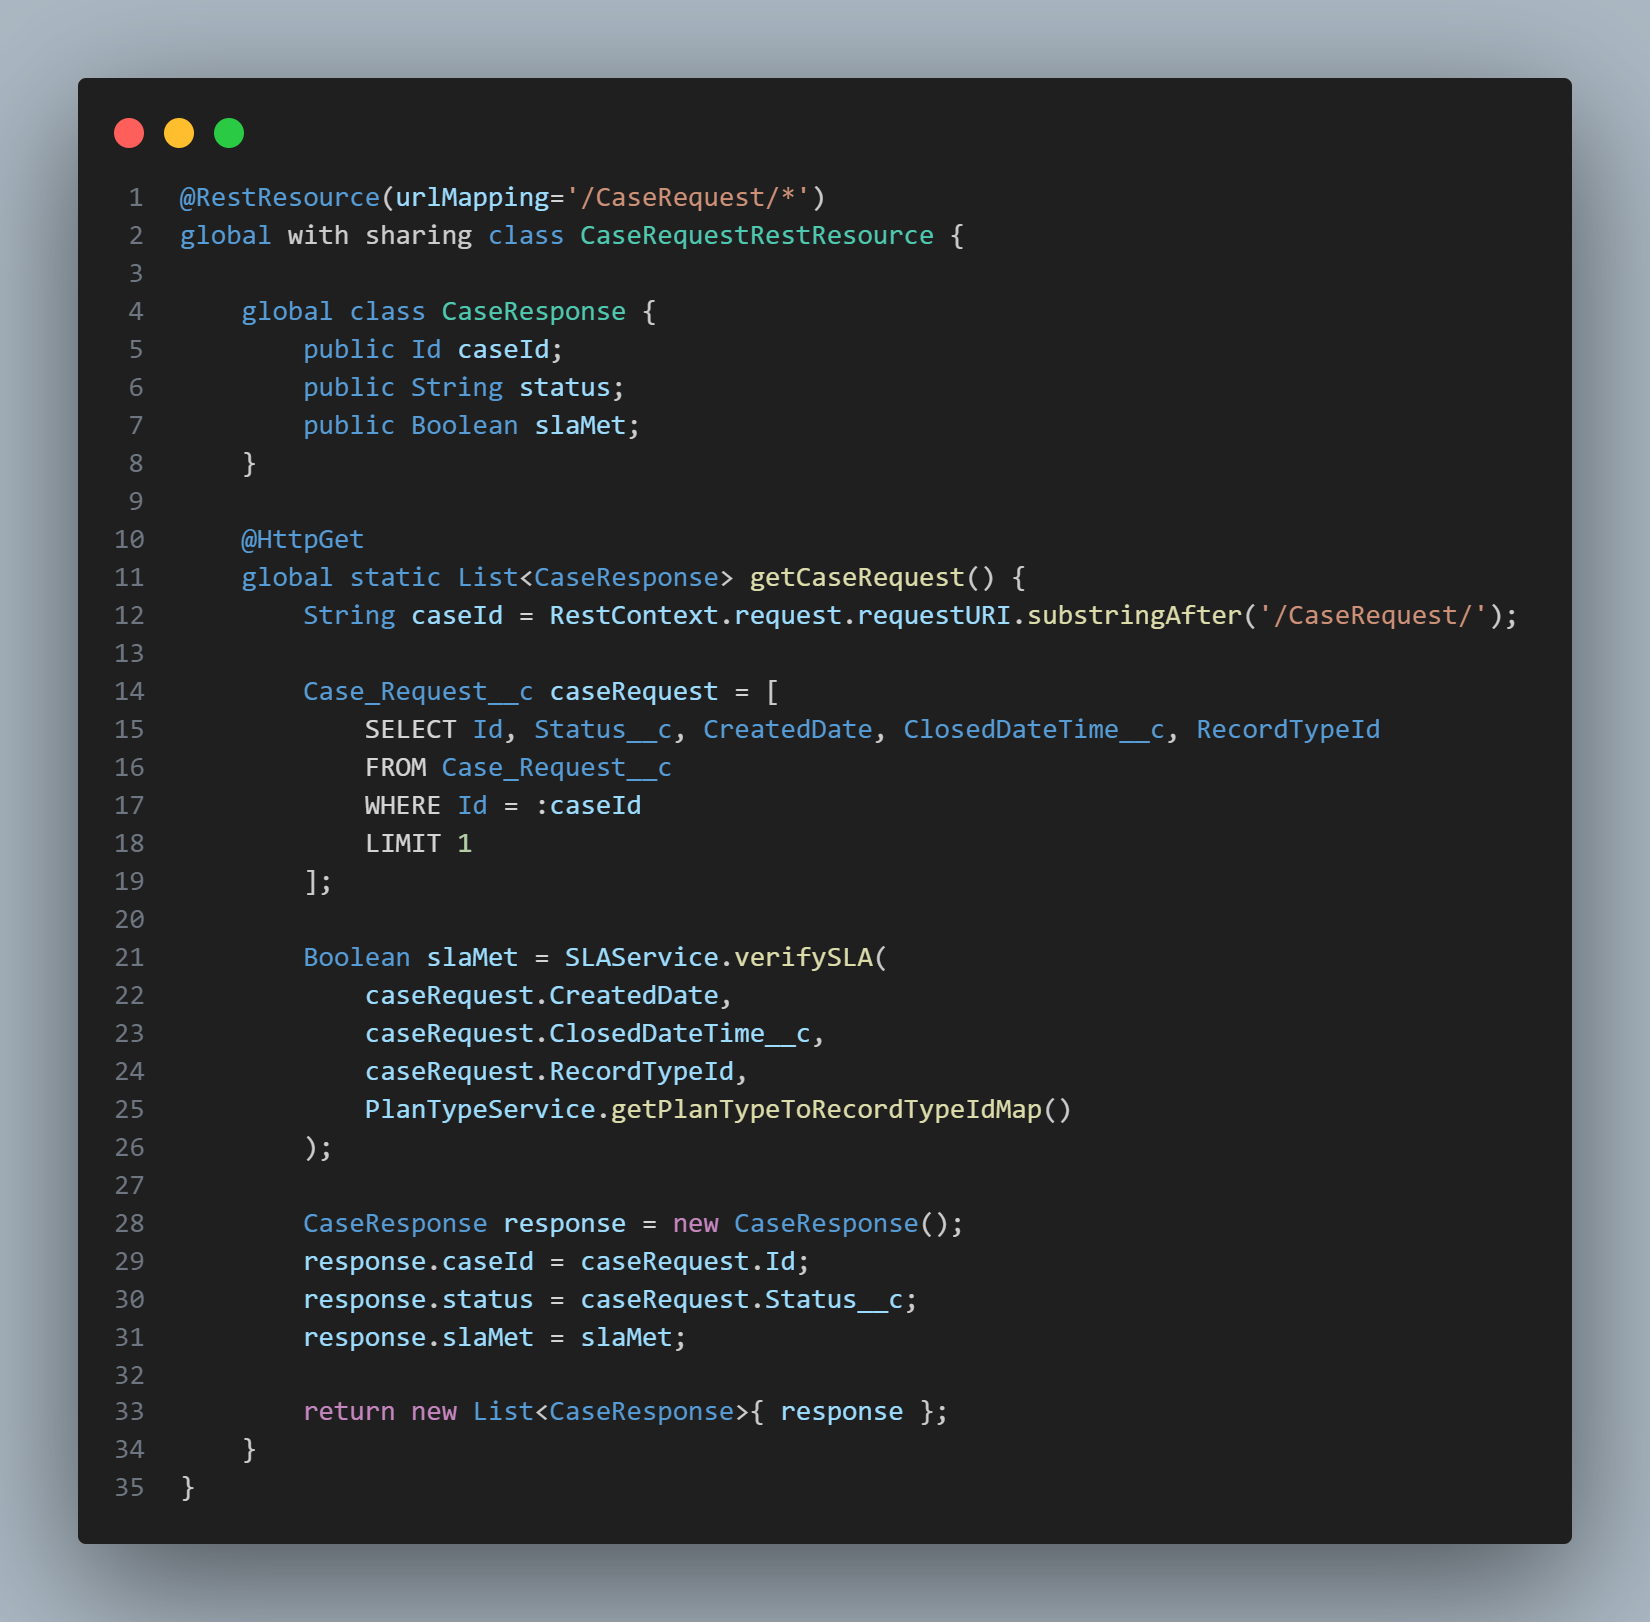 1 @RestResource(urlMapping='/CaseRequest/*')
2 global with sharing class CaseRequestRestResource {
3
4     global class CaseResponse {
5         public Id caseId;
6         public String status;
7         public Boolean slaMet;
8     }
9
10     @HttpGet
11     global static List<CaseResponse> getCaseRequest() {
12         String caseId = RestContext.request.requestURI.substringAfter('/CaseRequest/');
13
14         Case_Request__c caseRequest = [
15             SELECT Id, Status__c, CreatedDate, ClosedDateTime__c, RecordTypeId
16             FROM Case_Request__c
17             WHERE Id = :caseId
18             LIMIT 1
19         ];
20
21         Boolean slaMet = SLAService.verifySLA(
22             caseRequest.CreatedDate,
23             caseRequest.ClosedDateTime__c,
24             caseRequest.RecordTypeId,
25             PlanTypeService.getPlanTypeToRecordTypeIdMap()
26         );
27
28         CaseResponse response = new CaseResponse();
29         response.caseId = caseRequest.Id;
30         response.status = caseRequest.Status__c;
31         response.slaMet = slaMet;
32
33         return new List<CaseResponse>{ response };
34     }
35 }